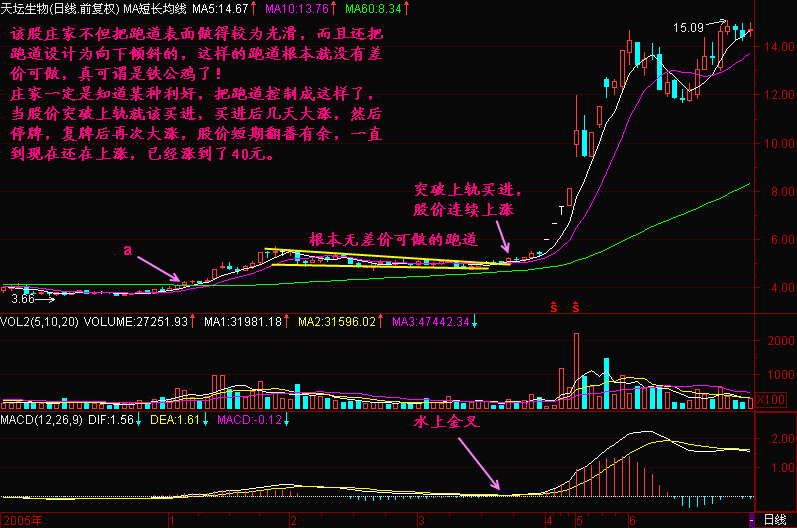 天坛生物(日线.前复权) MA短长均线 MA5:14.67↑ MA10:13.76↑ MA60:8.34↑
该股庄家不但把跑道表面做得较为光滑，而且还把
跑道设计为向下倾斜的，这样的跑道根本就没有差
价可做，真可谓是铁公鸡了！
庄家一定是知道某种利好，把跑道控制成这样了，
当股价突破上轨就该买进，买进后几天大涨，然后
停牌，复牌后再次大涨，股价短期翻番有余，一直
到现在还在上涨，已经涨到了40元。
15.09
14.00
12.00
10.00
8.00
6.00
4.00
突破上轨买进，
股价连续上涨
根本无差价可做的跑道
a
3.66
ŝ ŝ
VOL2(5,10,20) VOLUME:27251.93↑ MA1:31981.18↑ MA2:31596.02↑ MA3:47442.34↓
2000
1000
X100
MACD(12,26,9) DIF:1.56↓ DEA:1.61↓ MACD:-0.12↓
水上金叉
2.00
1.00
2005年 1 2 3 4 5 6 日线